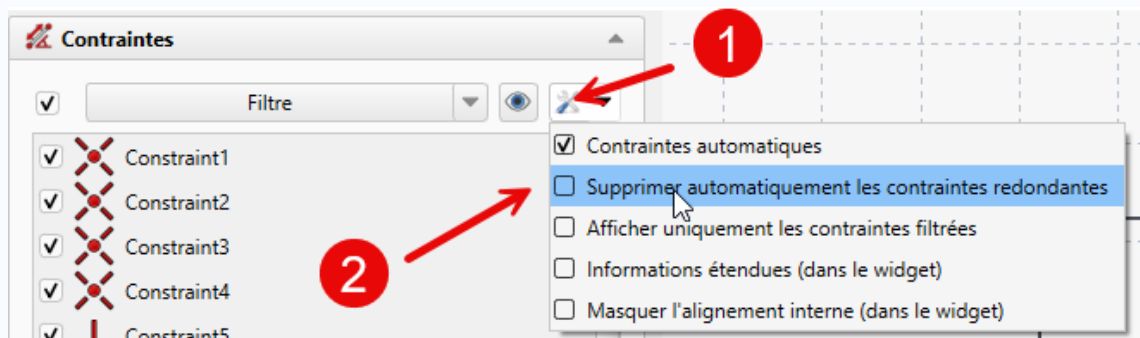 Contraintes
1
Filtre
Constraint1
Contraintes automatiques
Constraint2
Supprimer automatiquement les contraintes redondantes
Constraint3
Afficher uniquement les contraintes filtrées
2
Informations étendues (dans le widget)
Constraint4
Masquer l'alignement interne (dans le widget)
Constraint5